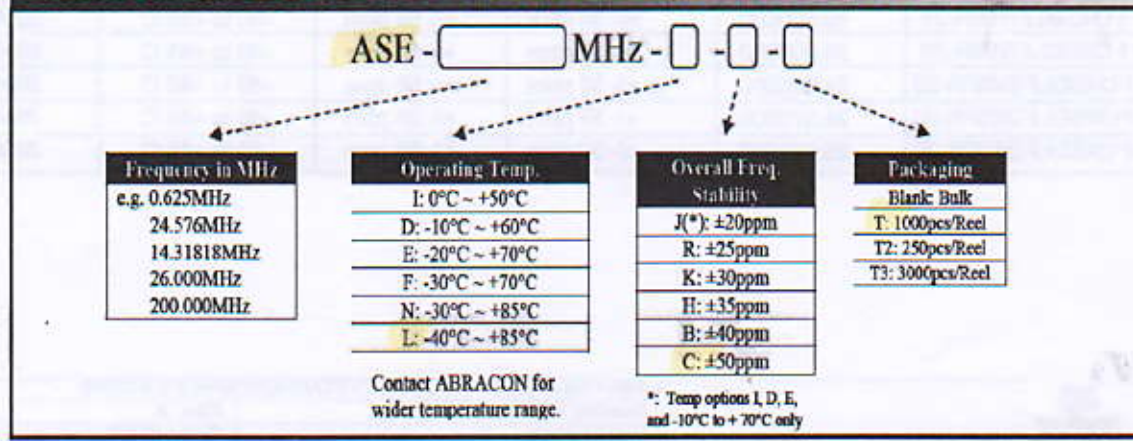 ASE - MHz - - -
Frequency in MHz
e.g. 0.625MHz
24.576MHz
14.31818MHz
26.000MHz
200.000MHz
Operating Temp.
I: 0°C ~ +50°C
D: -10°C ~ +60°C
E: -20°C ~ +70°C
F: -30°C ~ +70°C
N: -30°C ~ +85°C
L: -40°C ~ +85°C
Contact ABRACON for
wider temperature range.
Overall Freq.
Stability
J(*): ±20ppm
R: ±25ppm
K: ±30ppm
H: ±35ppm
B: ±40ppm
C: ±50ppm
*: Temp options I, D, E,
and -10°C to +70°C only
Packaging
Blank: Bulk
T: 1000pcs/Reel
T2: 250pcs/Reel
T3: 3000pcs/Reel